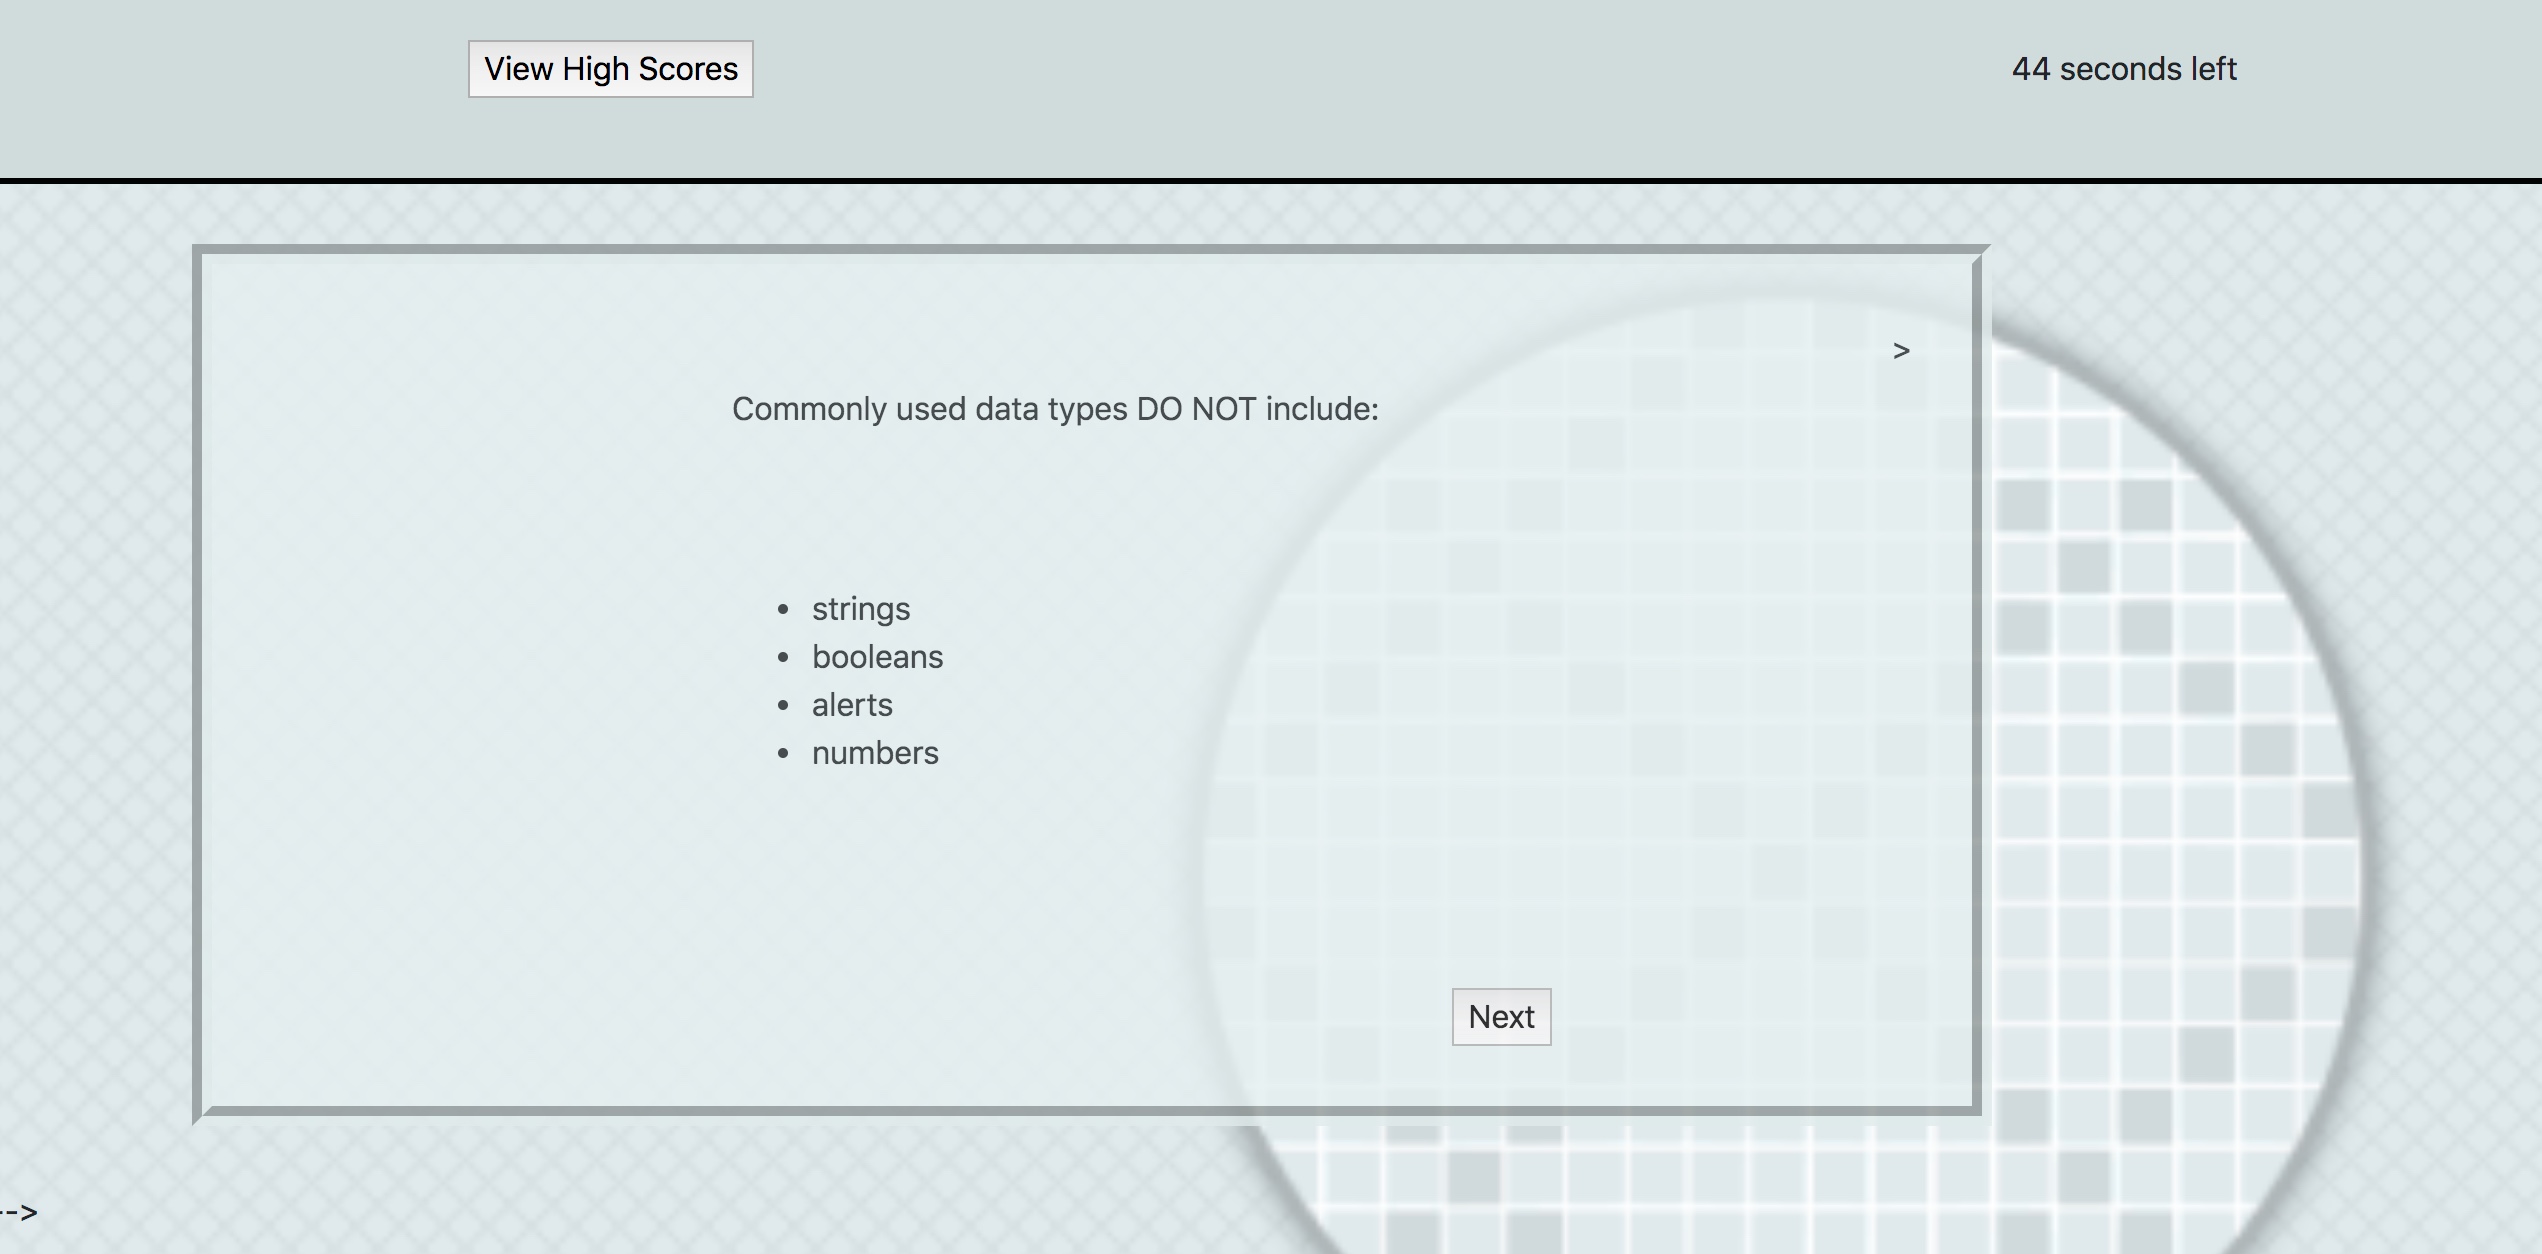 View High Scores
44 seconds left
>
Commonly used data types DO NOT include:
• strings
• booleans
• alerts
• numbers
Next
-->